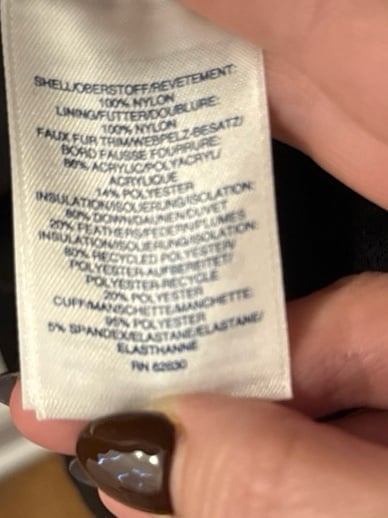 SHELL/OBERSTOFF/REVETEMENT:
100% NYLON
LINING/FUTTER/DOUBLURE:
100% NYLON
FAUX FUR TRIM/WEBPELZ-BESATZ/
BORD FAUSSE FOURRURE:
86% ACRYLIC/POLYACRYL/
ACRYLIQUE
14% POLYESTER
INSULATION/ISOLIERUNG/ISOLATION:
80% DOWN/DAUNEN/DUVET
20% FEATHERS/FEDERN/PLUMES
INSULATION/ISOLIERUNG/ISOLATION:
80% RECYCLED POLYESTER/
POLYESTER-AUFBEREITET/
POLYESTER-RECYCLE
20% POLYESTER
CUFF/MANSCHETTE/MANCHETTE:
95% POLYESTER
5% SPANDEX/ELASTANE/ELASTANE/
ELASTHANNE
RN 62630